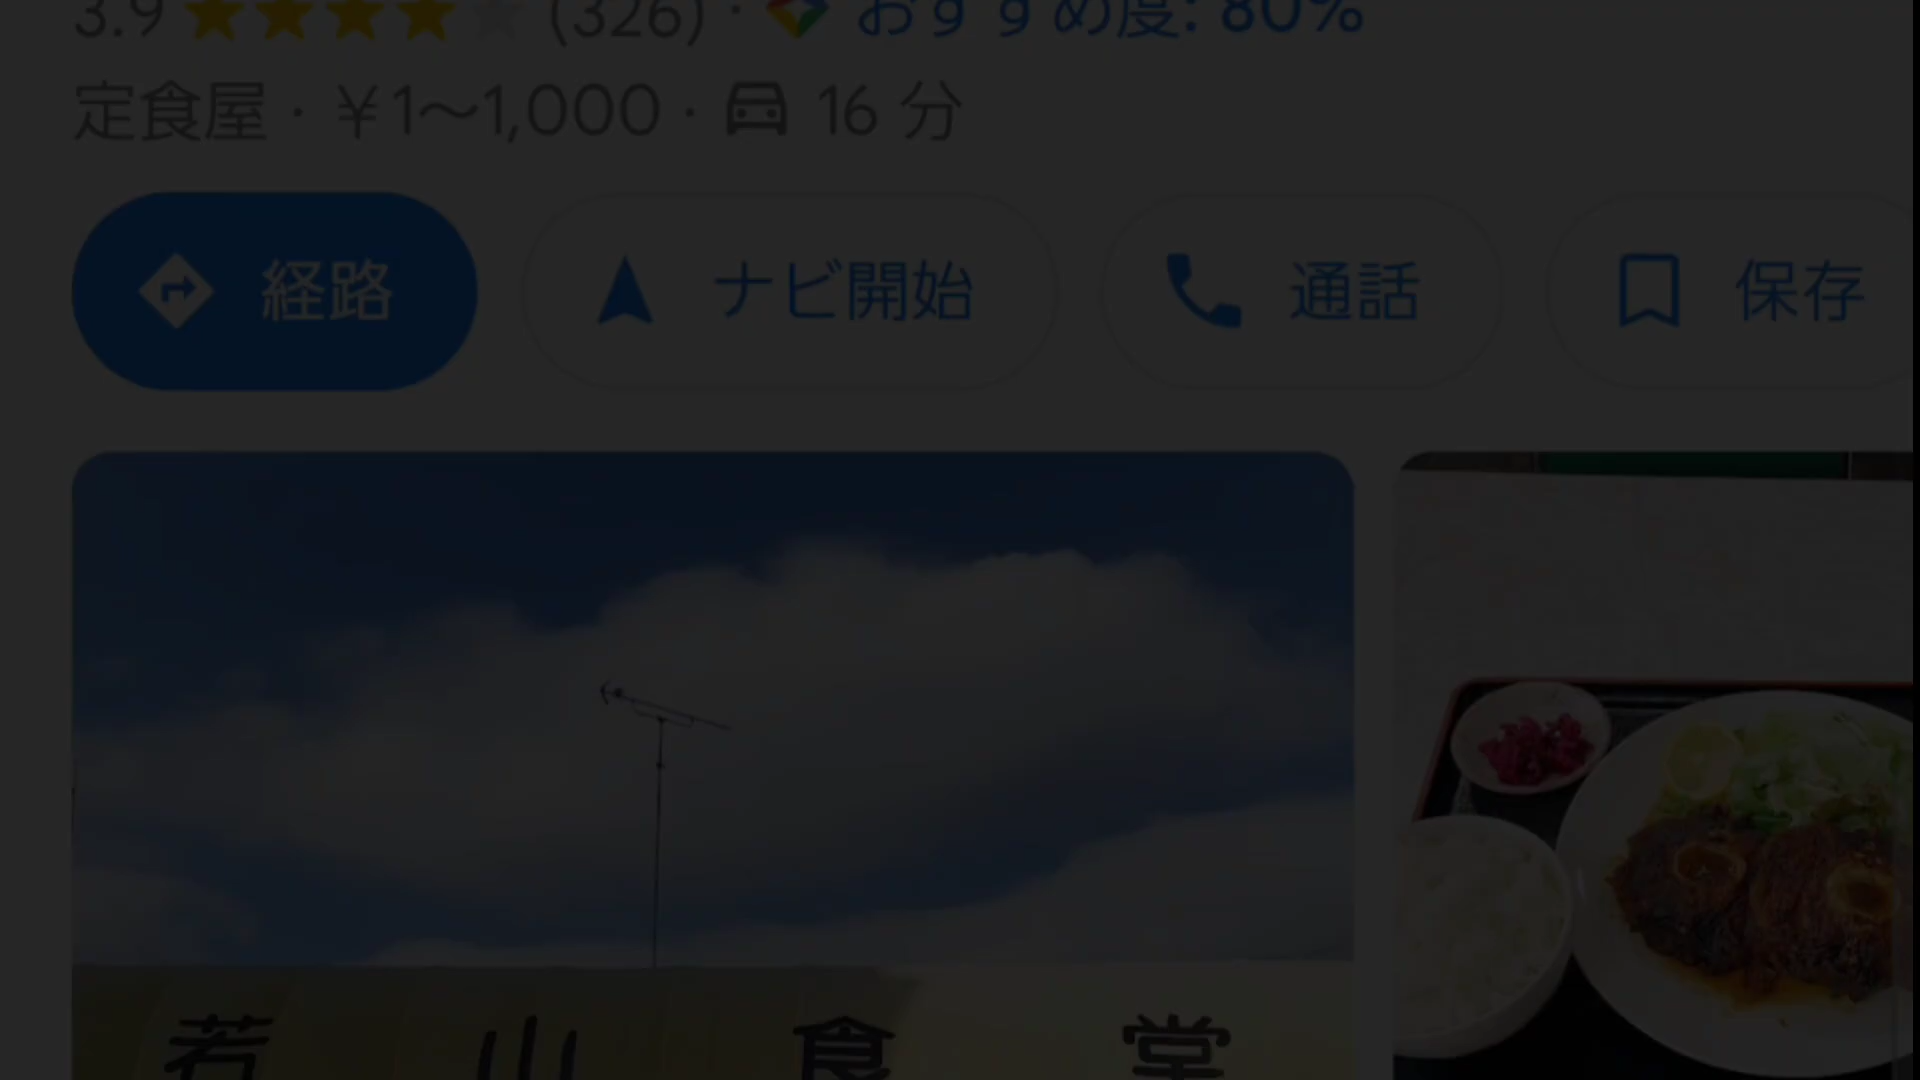 3.9 (326) · おすすめ度: 80%
定食屋 · ￥1～1,000 · 16 分
経路 ナビ開始 通話 保存
若山食堂